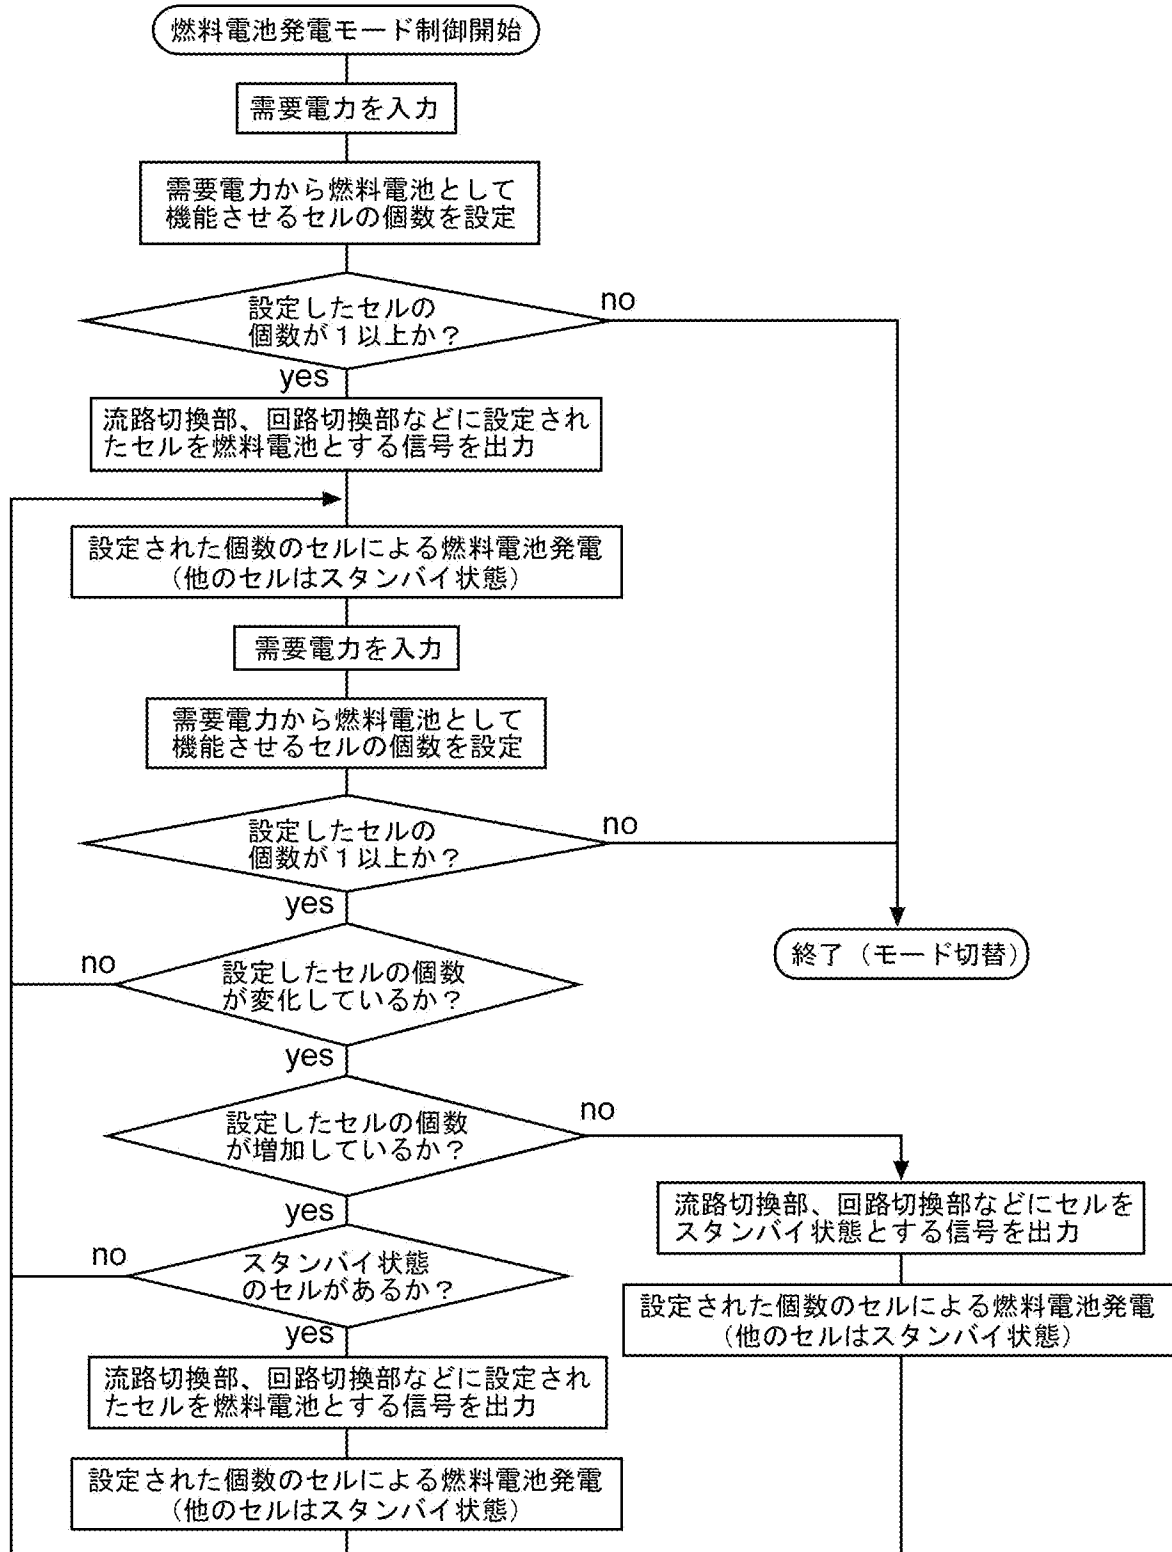 燃料電池発電モード制御開始
需要電力を入力
需要電力から燃料電池として
機能させるセルの個数を設定
設定したセルの
個数が１以上か？
no
yes
流路切換部、回路切換部などに設定され
たセルを燃料電池とする信号を出力
設定された個数のセルによる燃料電池発電
（他のセルはスタンバイ状態）
需要電力を入力
需要電力から燃料電池として
機能させるセルの個数を設定
設定したセルの
個数が１以上か？
no
yes
終了（モード切替）
設定したセルの個数
が変化しているか？
no
yes
設定したセルの個数
が増加しているか？
no
yes
流路切換部、回路切換部などにセルを
スタンバイ状態とする信号を出力
設定された個数のセルによる燃料電池発電
（他のセルはスタンバイ状態）
スタンバイ状態
のセルがあるか？
no
yes
流路切換部、回路切換部などに設定され
たセルを燃料電池とする信号を出力
設定された個数のセルによる燃料電池発電
（他のセルはスタンバイ状態）